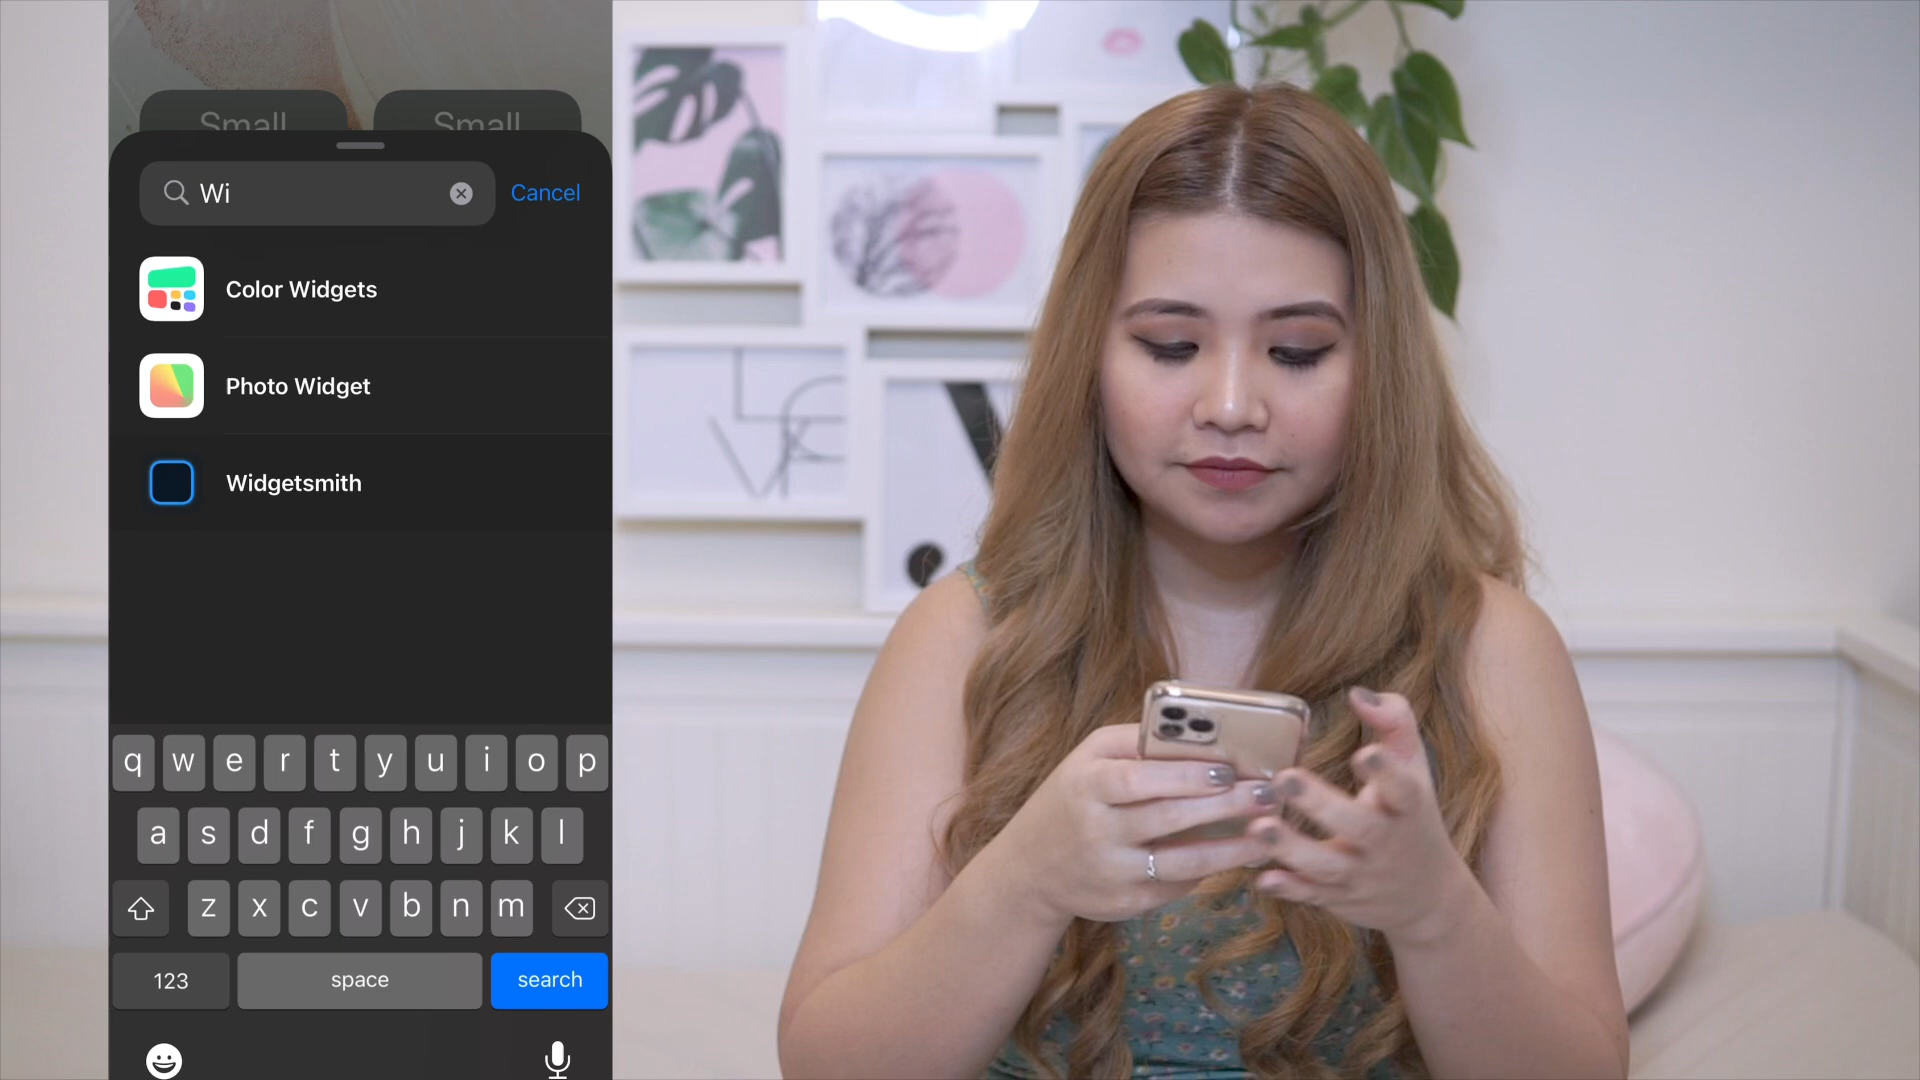 Small Small
Wi Cancel
Color Widgets
Photo Widget
Widgetsmith
q w e r t y u i o p
a s d f g h j k l
z x c v b n m
123 space search